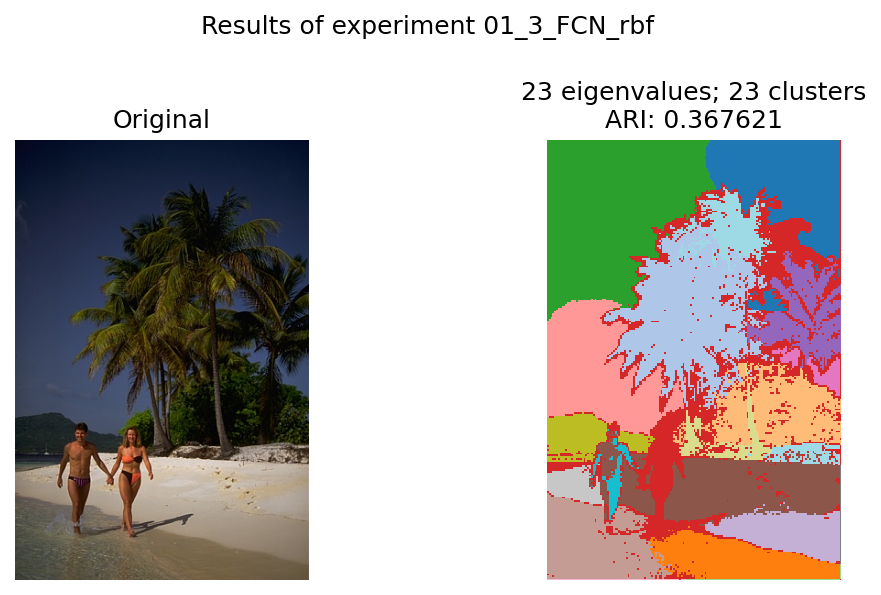 Results of experiment 01_3_FCN_rbf
Original
23 eigenvalues; 23 clusters
ARI: 0.367621